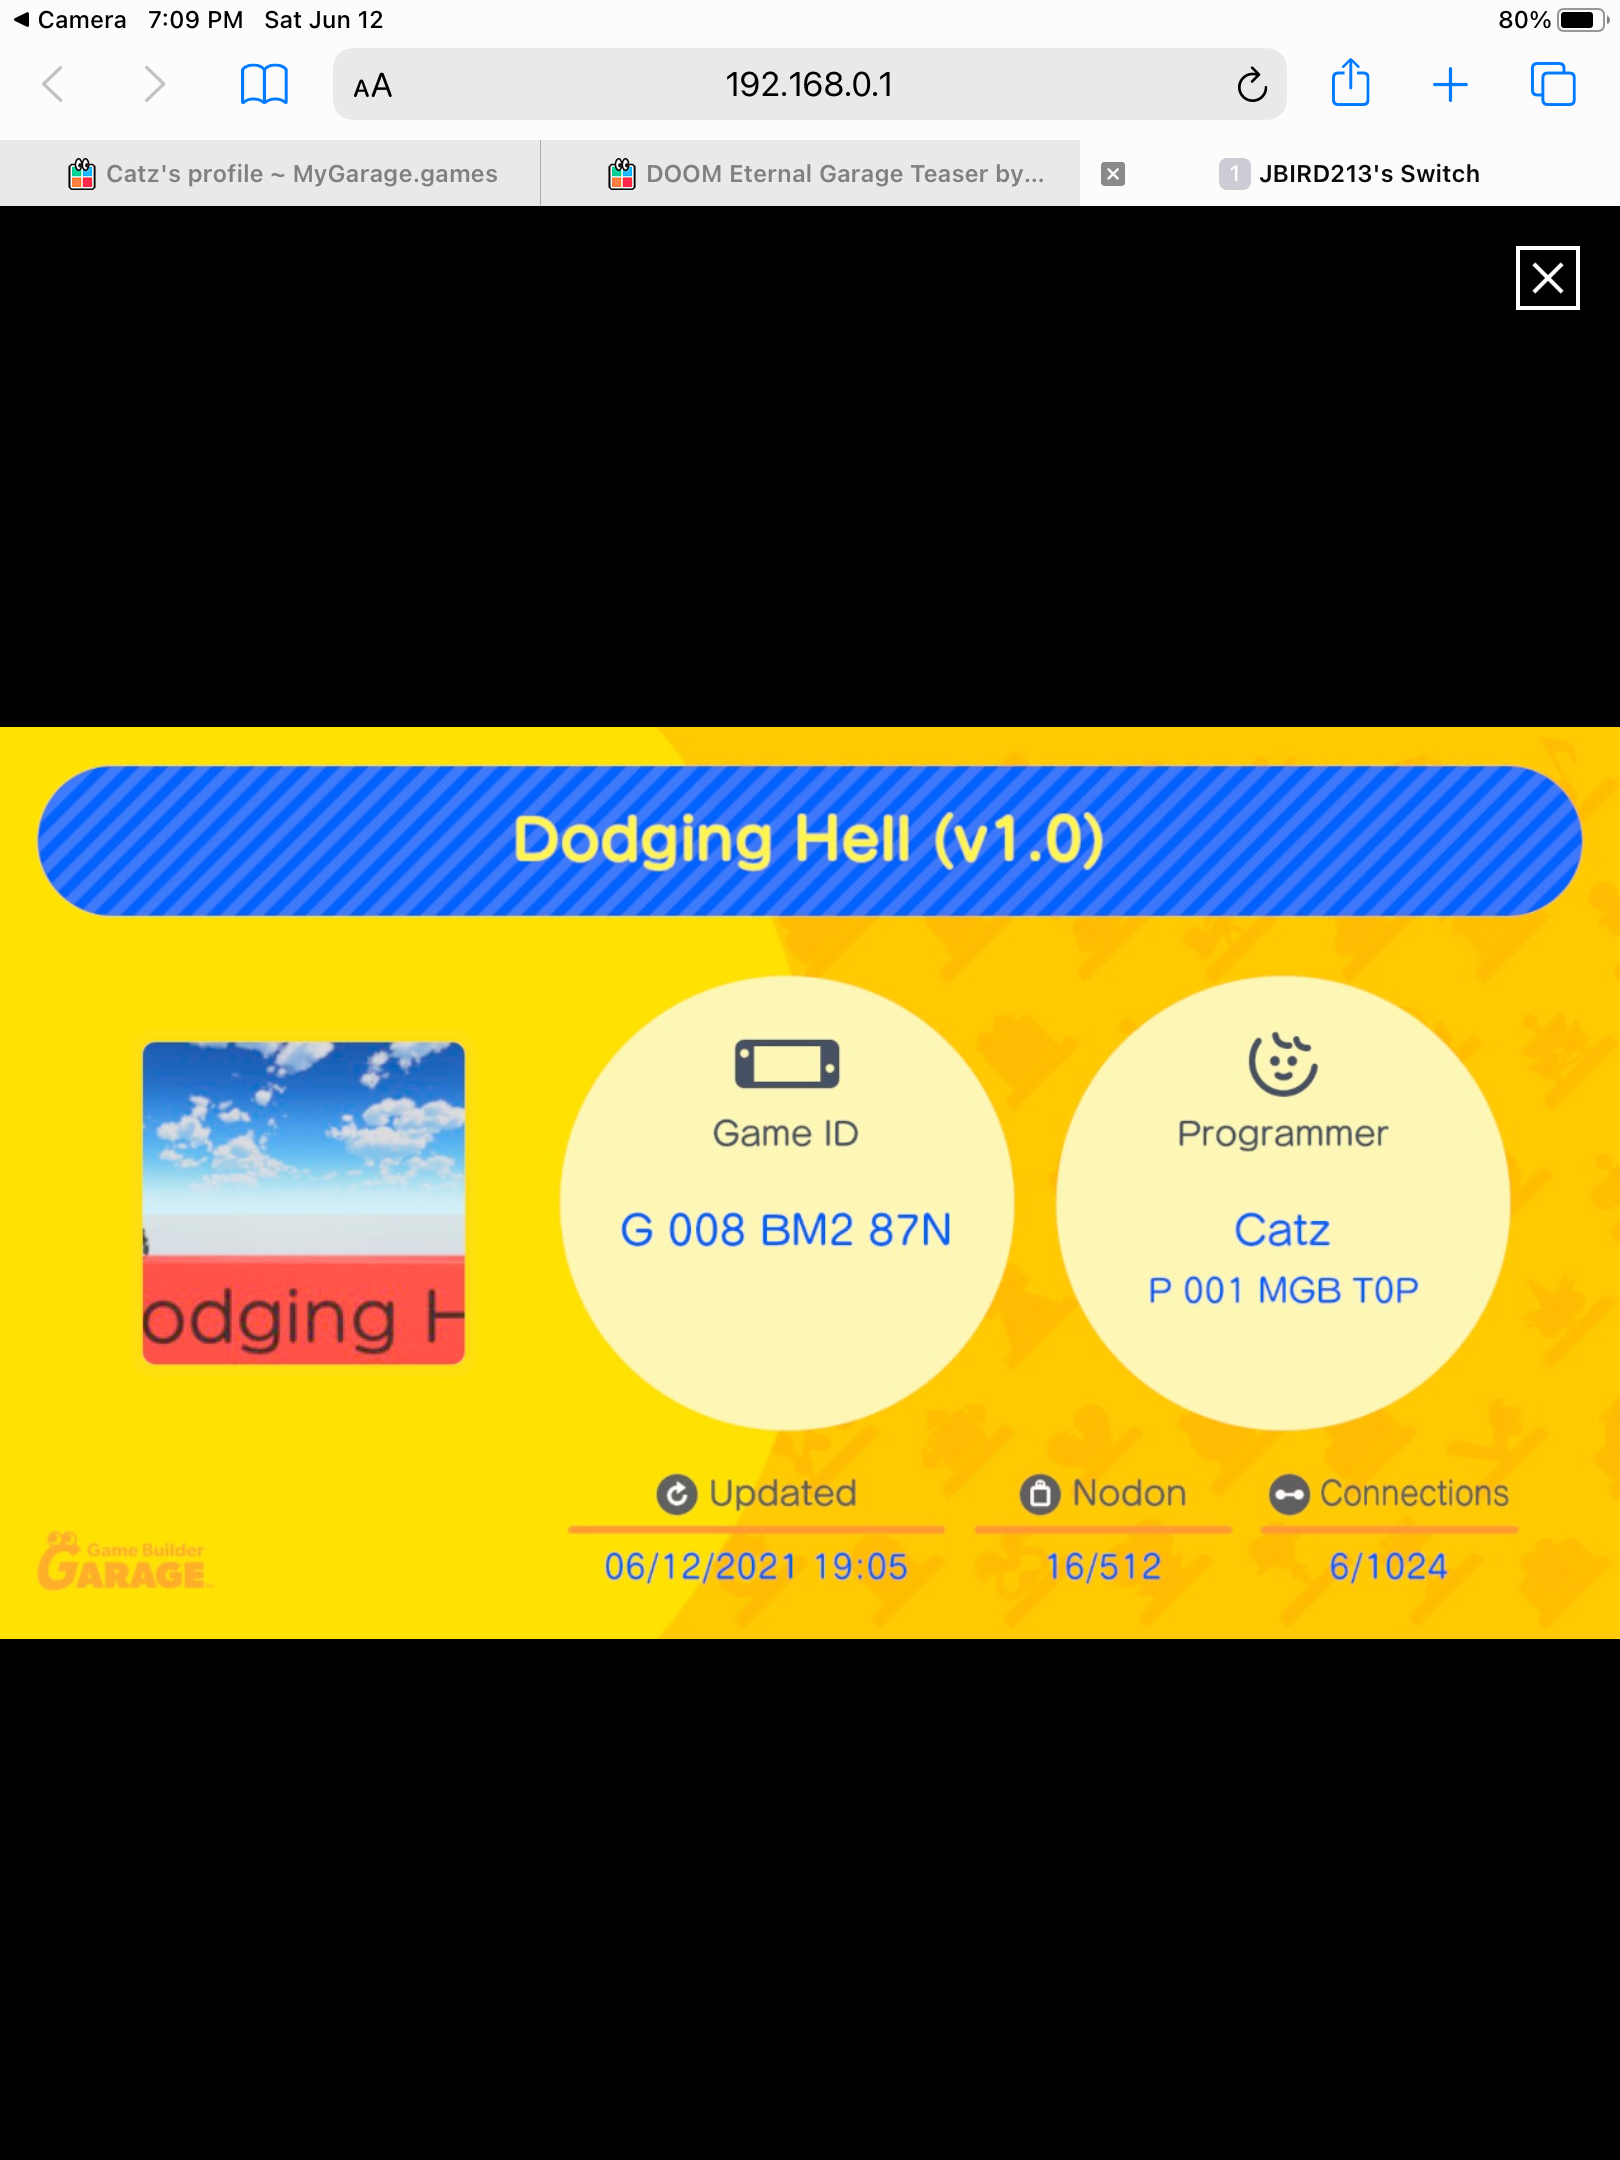 Camera 7:09 PM Sat Jun 12 80%
AA 192.168.0.1
Catz's profile ~ MyGarage.games DOOM Eternal Garage Teaser by... 1 JBIRD213's Switch
Dodging Hell (v1.0)
odging H
Game ID
G 008 BM2 87N
Programmer
Catz
P 001 MGB T0P
Updated
06/12/2021 19:05
Nodon
16/512
Connections
6/1024
Game Builder
GARAGE